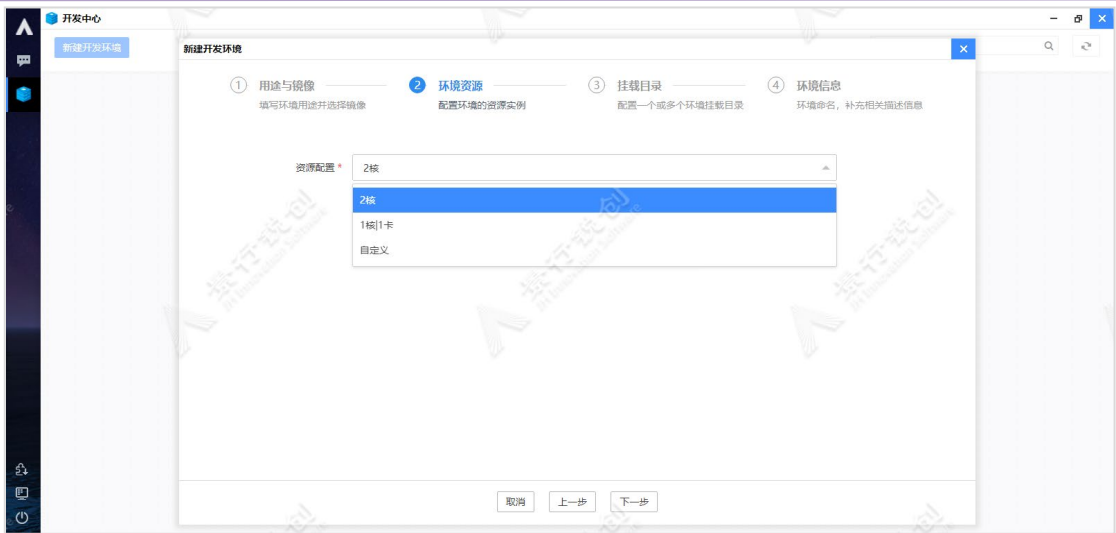 开发中心
新建开发环境
新建开发环境
1 用途与镜像
填写环境用途并选择镜像
2 环境资源
配置环境的资源实例
3 挂载目录
配置一个或多个环境挂载目录
4 环境信息
环境命名，补充相关描述信息
资源配置 * 2核
2核
1核|1卡
自定义
取消 上一步 下一步